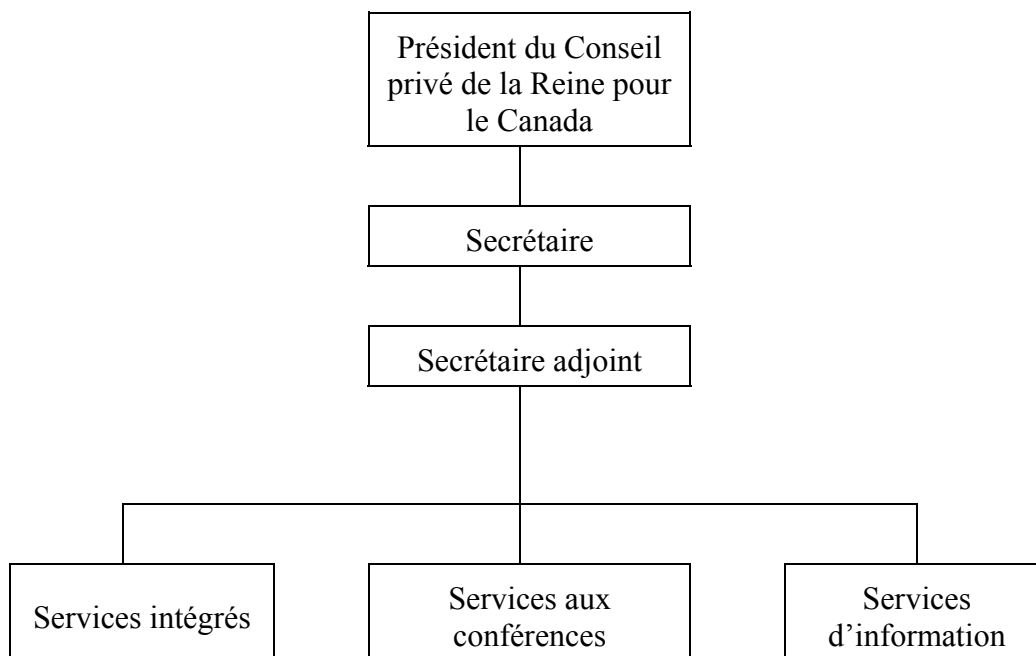 Président du Conseil
privé de la Reine pour
le Canada
Secrétaire
Secrétaire adjoint
Services intégrés
Services aux
conférences
Services
d’information